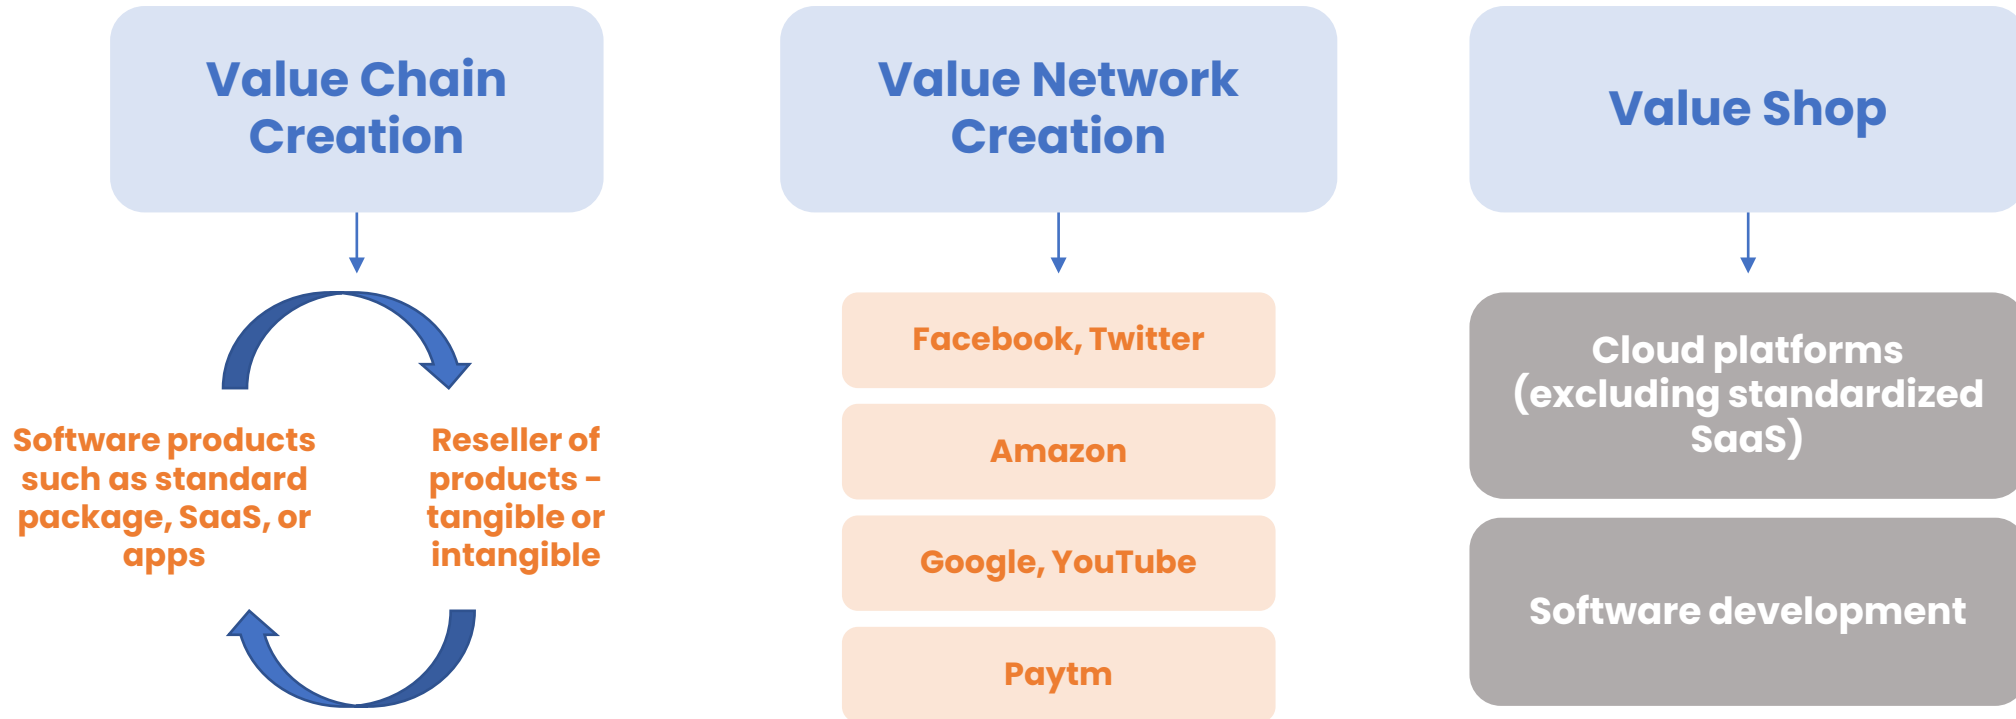 Value Chain
Creation
Software products
such as standard
package, SaaS, or
apps
Reseller of
products -
tangible or
intangible
Value Network
Creation
Facebook, Twitter
Amazon
Google, YouTube
Paytm
Value Shop
Cloud platforms
(excluding standardized
SaaS)
Software development